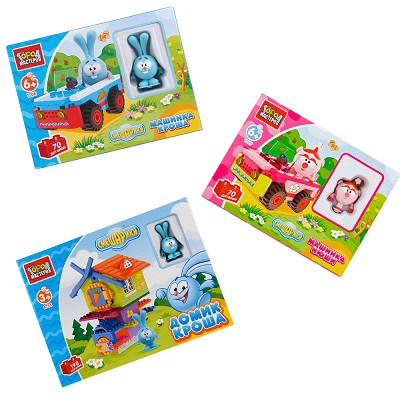 ГОРОД
МАСТЕРОВ
6+
70
Смешарики
МАШИНКА
КРОША
ГОРОД
МАСТЕРОВ
6+
70
Смешарики
МАШИНКА
НЮШИ
ГОРОД
МАСТЕРОВ
3+
СМЕШАРИКИ
ДОМИК
КРОША